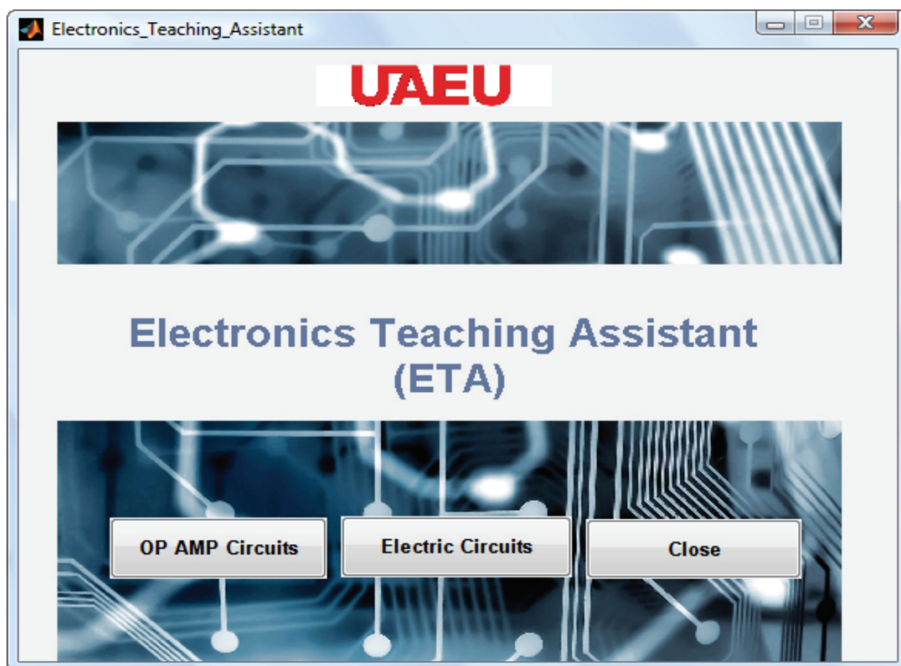 Electronics_Teaching_Assistant
UAEU
Electronics Teaching Assistant
(ETA)
OP AMP Circuits
Electric Circuits
Close